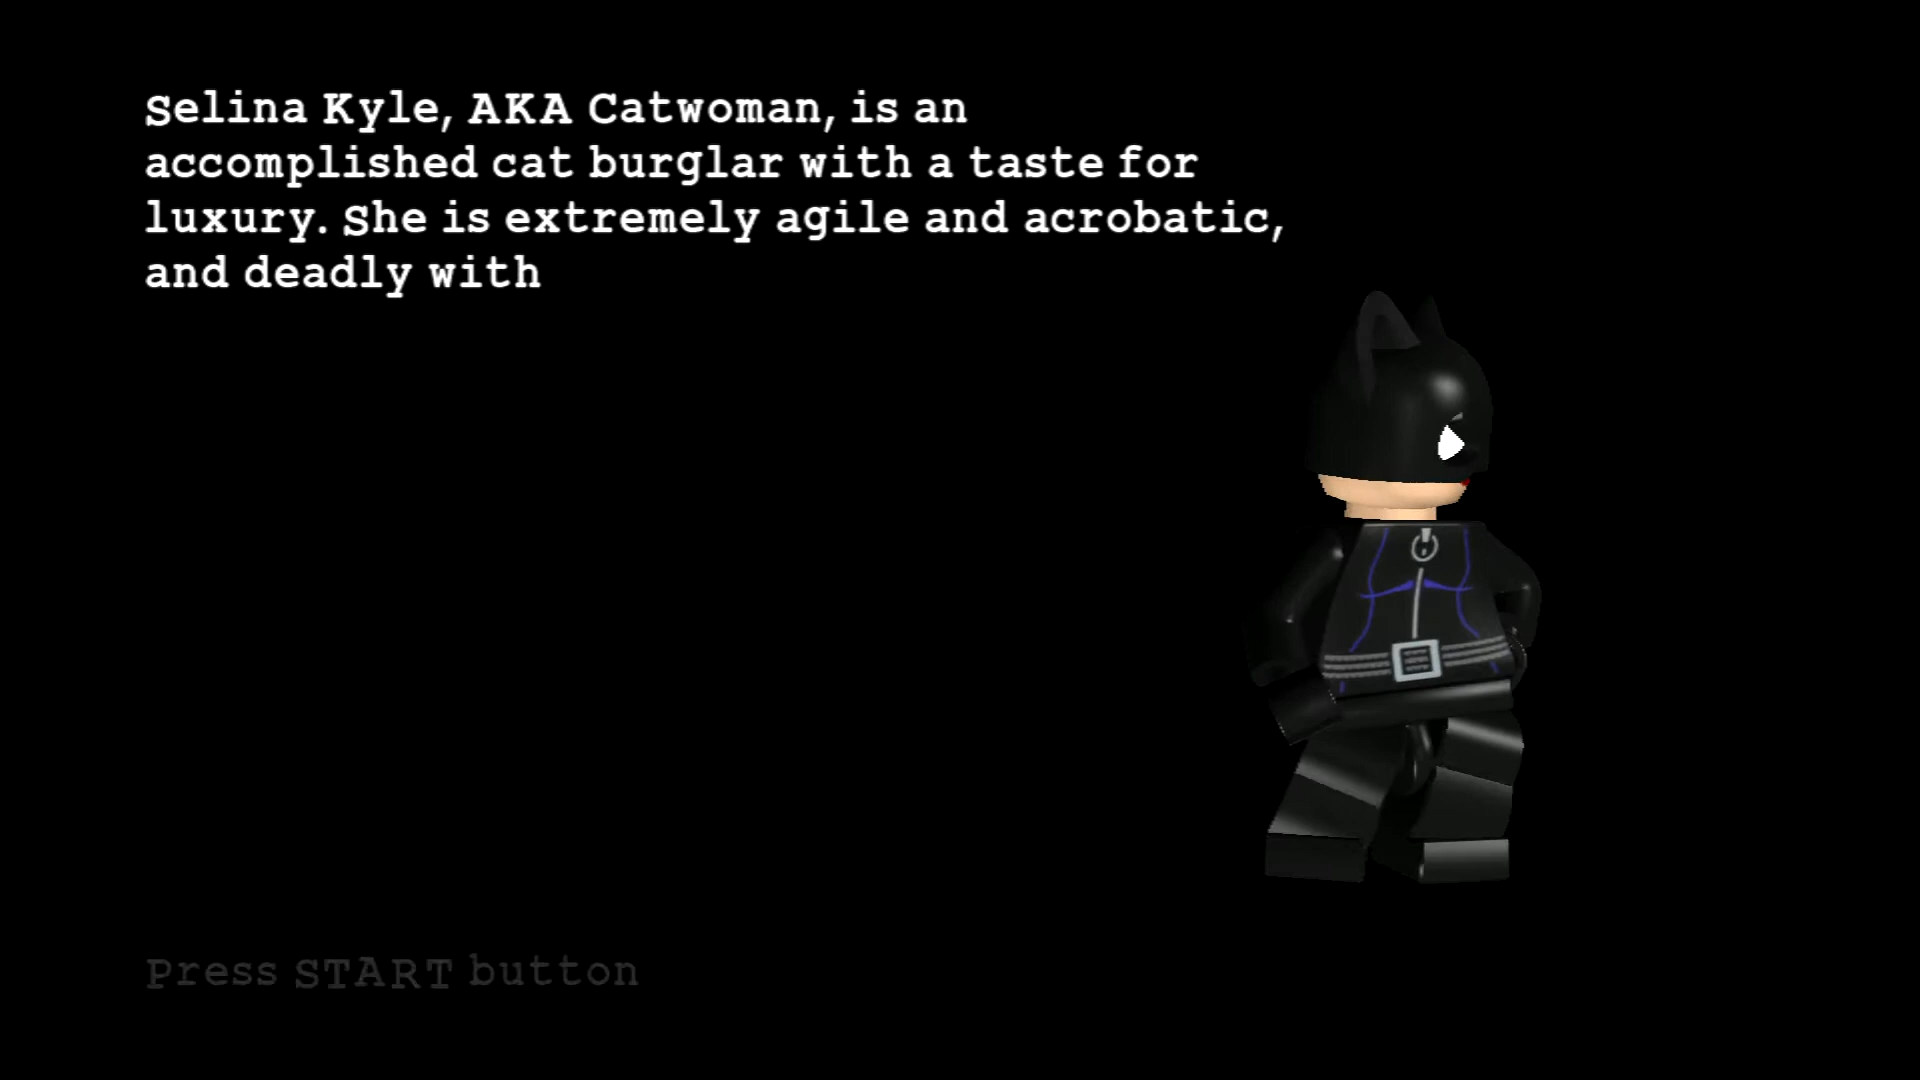 Selina Kyle, AKA Catwoman, is an
accomplished cat burglar with a taste for
luxury. She is extremely agile and acrobatic,
and deadly with
Press START button